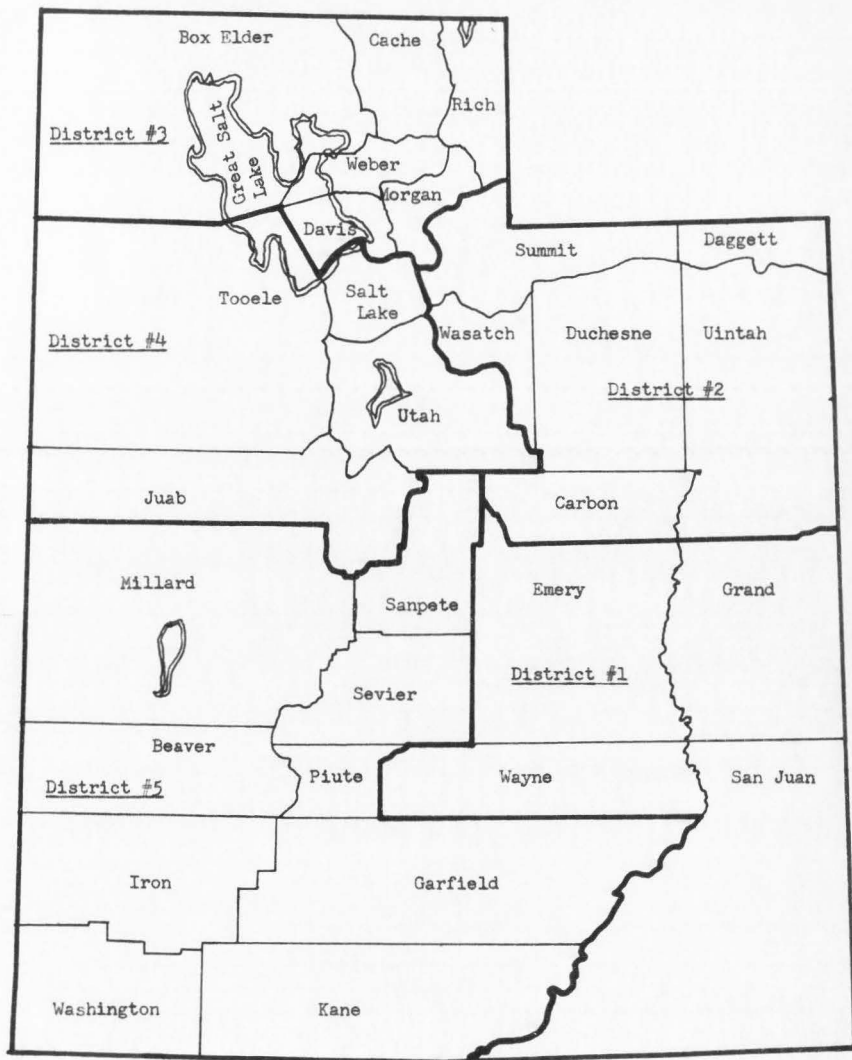 Box Elder
Cache
Rich
District #3
Great Salt
Lake
Weber
Morgan
Davis
Summit
Daggett
Tooele
Salt
Lake
Wasatch
Duchesne
Uintah
District #4
District #2
Utah
Juab
Carbon
Millard
Sanpete
Emery
Grand
Sevier
District #1
Beaver
Piute
Wayne
San Juan
District #5
Iron
Garfield
Washington
Kane